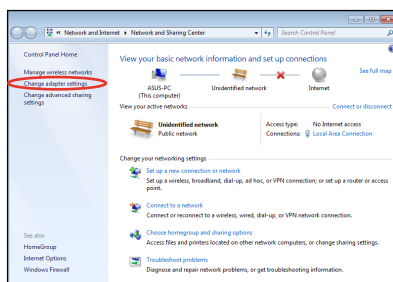 « Network and Internet ▸ Network and Sharing Center
Search Control Panel
Control Panel Home
Manage wireless networks
Change adapter settings
Change advanced sharing
settings
See also
HomeGroup
Internet Options
Windows Firewall
View your basic network information and set up connections
See full map
ASUS-PC
(This computer)
Unidentified network
Internet
View your active networks
Connect or disconnect
Unidentified network
Public network
Access type: No Internet access
Connections: Local Area Connection
Change your networking settings
Set up a new connection or network
Set up a wireless, broadband, dial-up, ad hoc, or VPN connection; or set up a router or access
point.
Connect to a network
Connect or reconnect to a wireless, wired, dial-up, or VPN network connection.
Choose homegroup and sharing options
Access files and printers located on other network computers, or change sharing settings.
Troubleshoot problems
Diagnose and repair network problems, or get troubleshooting information.